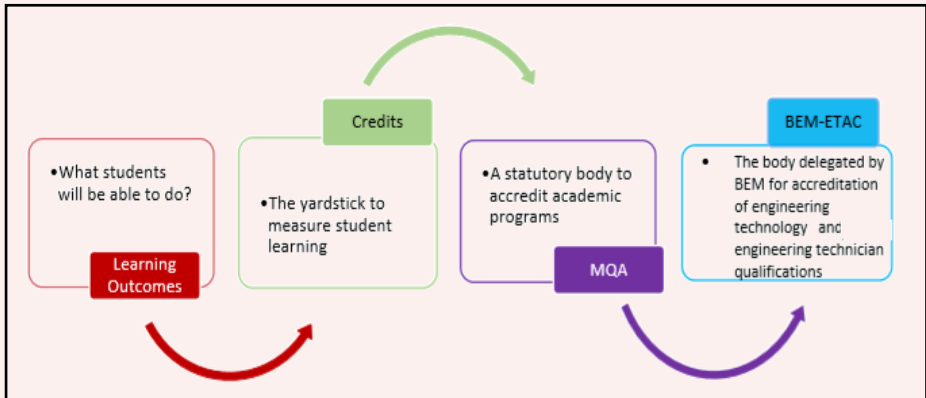 •What students
will be able to do?
Learning
Outcomes
Credits
•The yardstick to
measure student
learning
•A statutory body to
accredit academic
programs
MQA
BEM-ETAC
• The body delegated by
BEM for accreditation
of engineering
technology and
engineering technician
qualifications